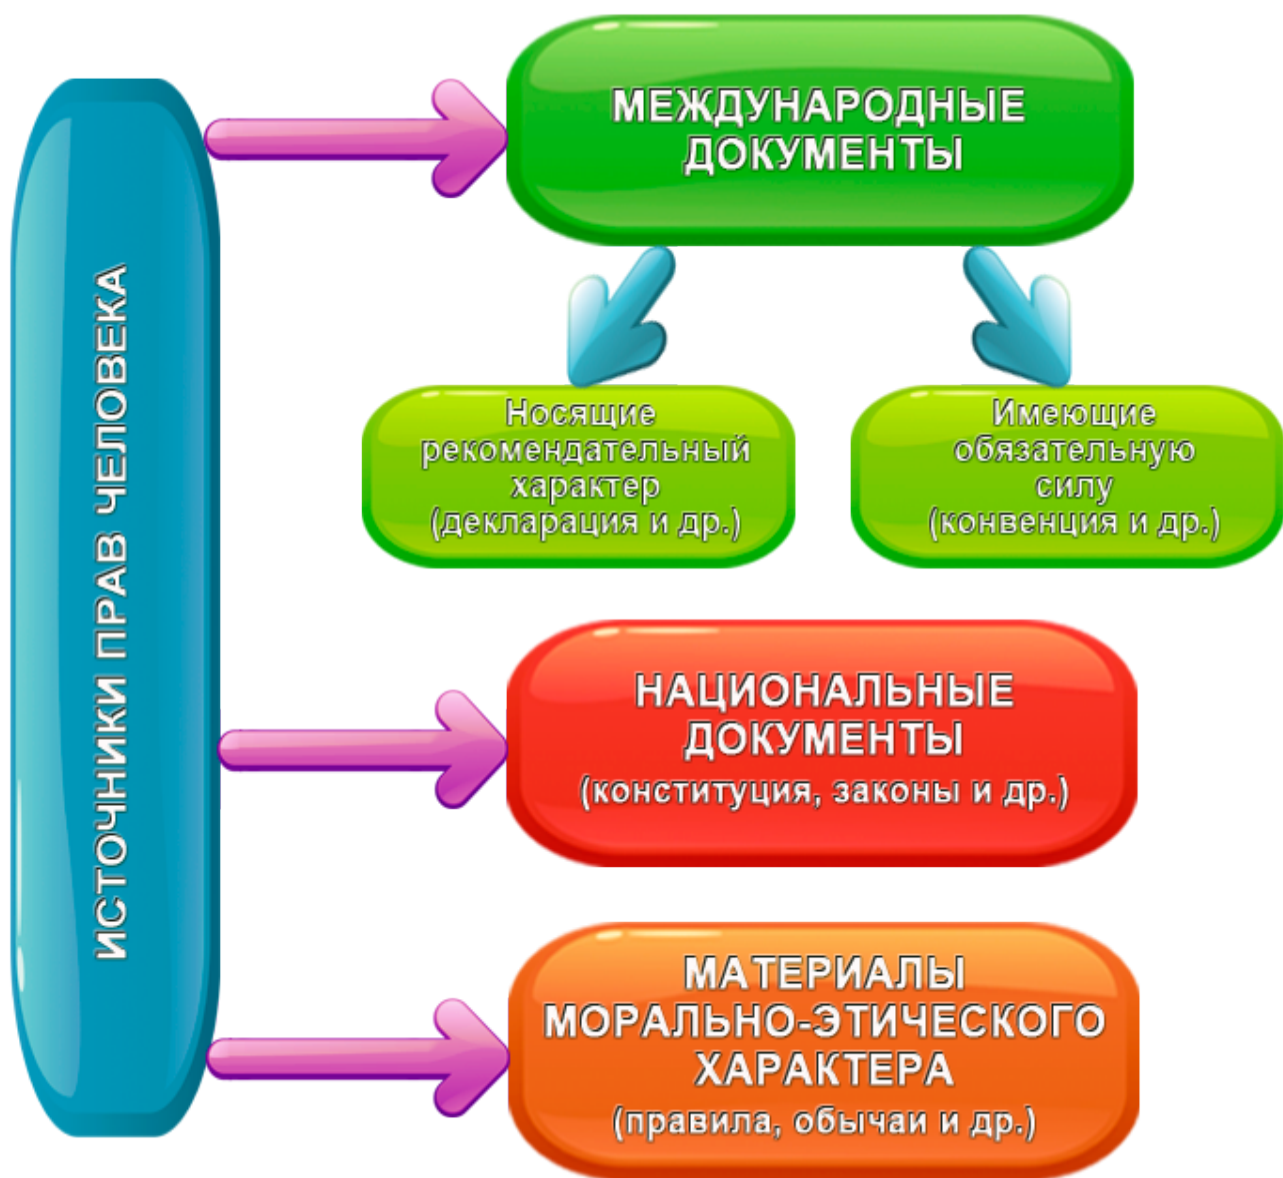 ИСТОЧНИКИ ПРАВ ЧЕЛОВЕКА
МЕЖДУНАРОДНЫЕ
ДОКУМЕНТЫ
Носящие
рекомендательный
характер
(декларация и др.)
Имеющие
обязательную
силу
(конвенция и др.)
НАЦИОНАЛЬНЫЕ
ДОКУМЕНТЫ
(конституция, законы и др.)
МАТЕРИАЛЫ
МОРАЛЬНО-ЭТИЧЕСКОГО
ХАРАКТЕРА
(правила, обычаи и др.)